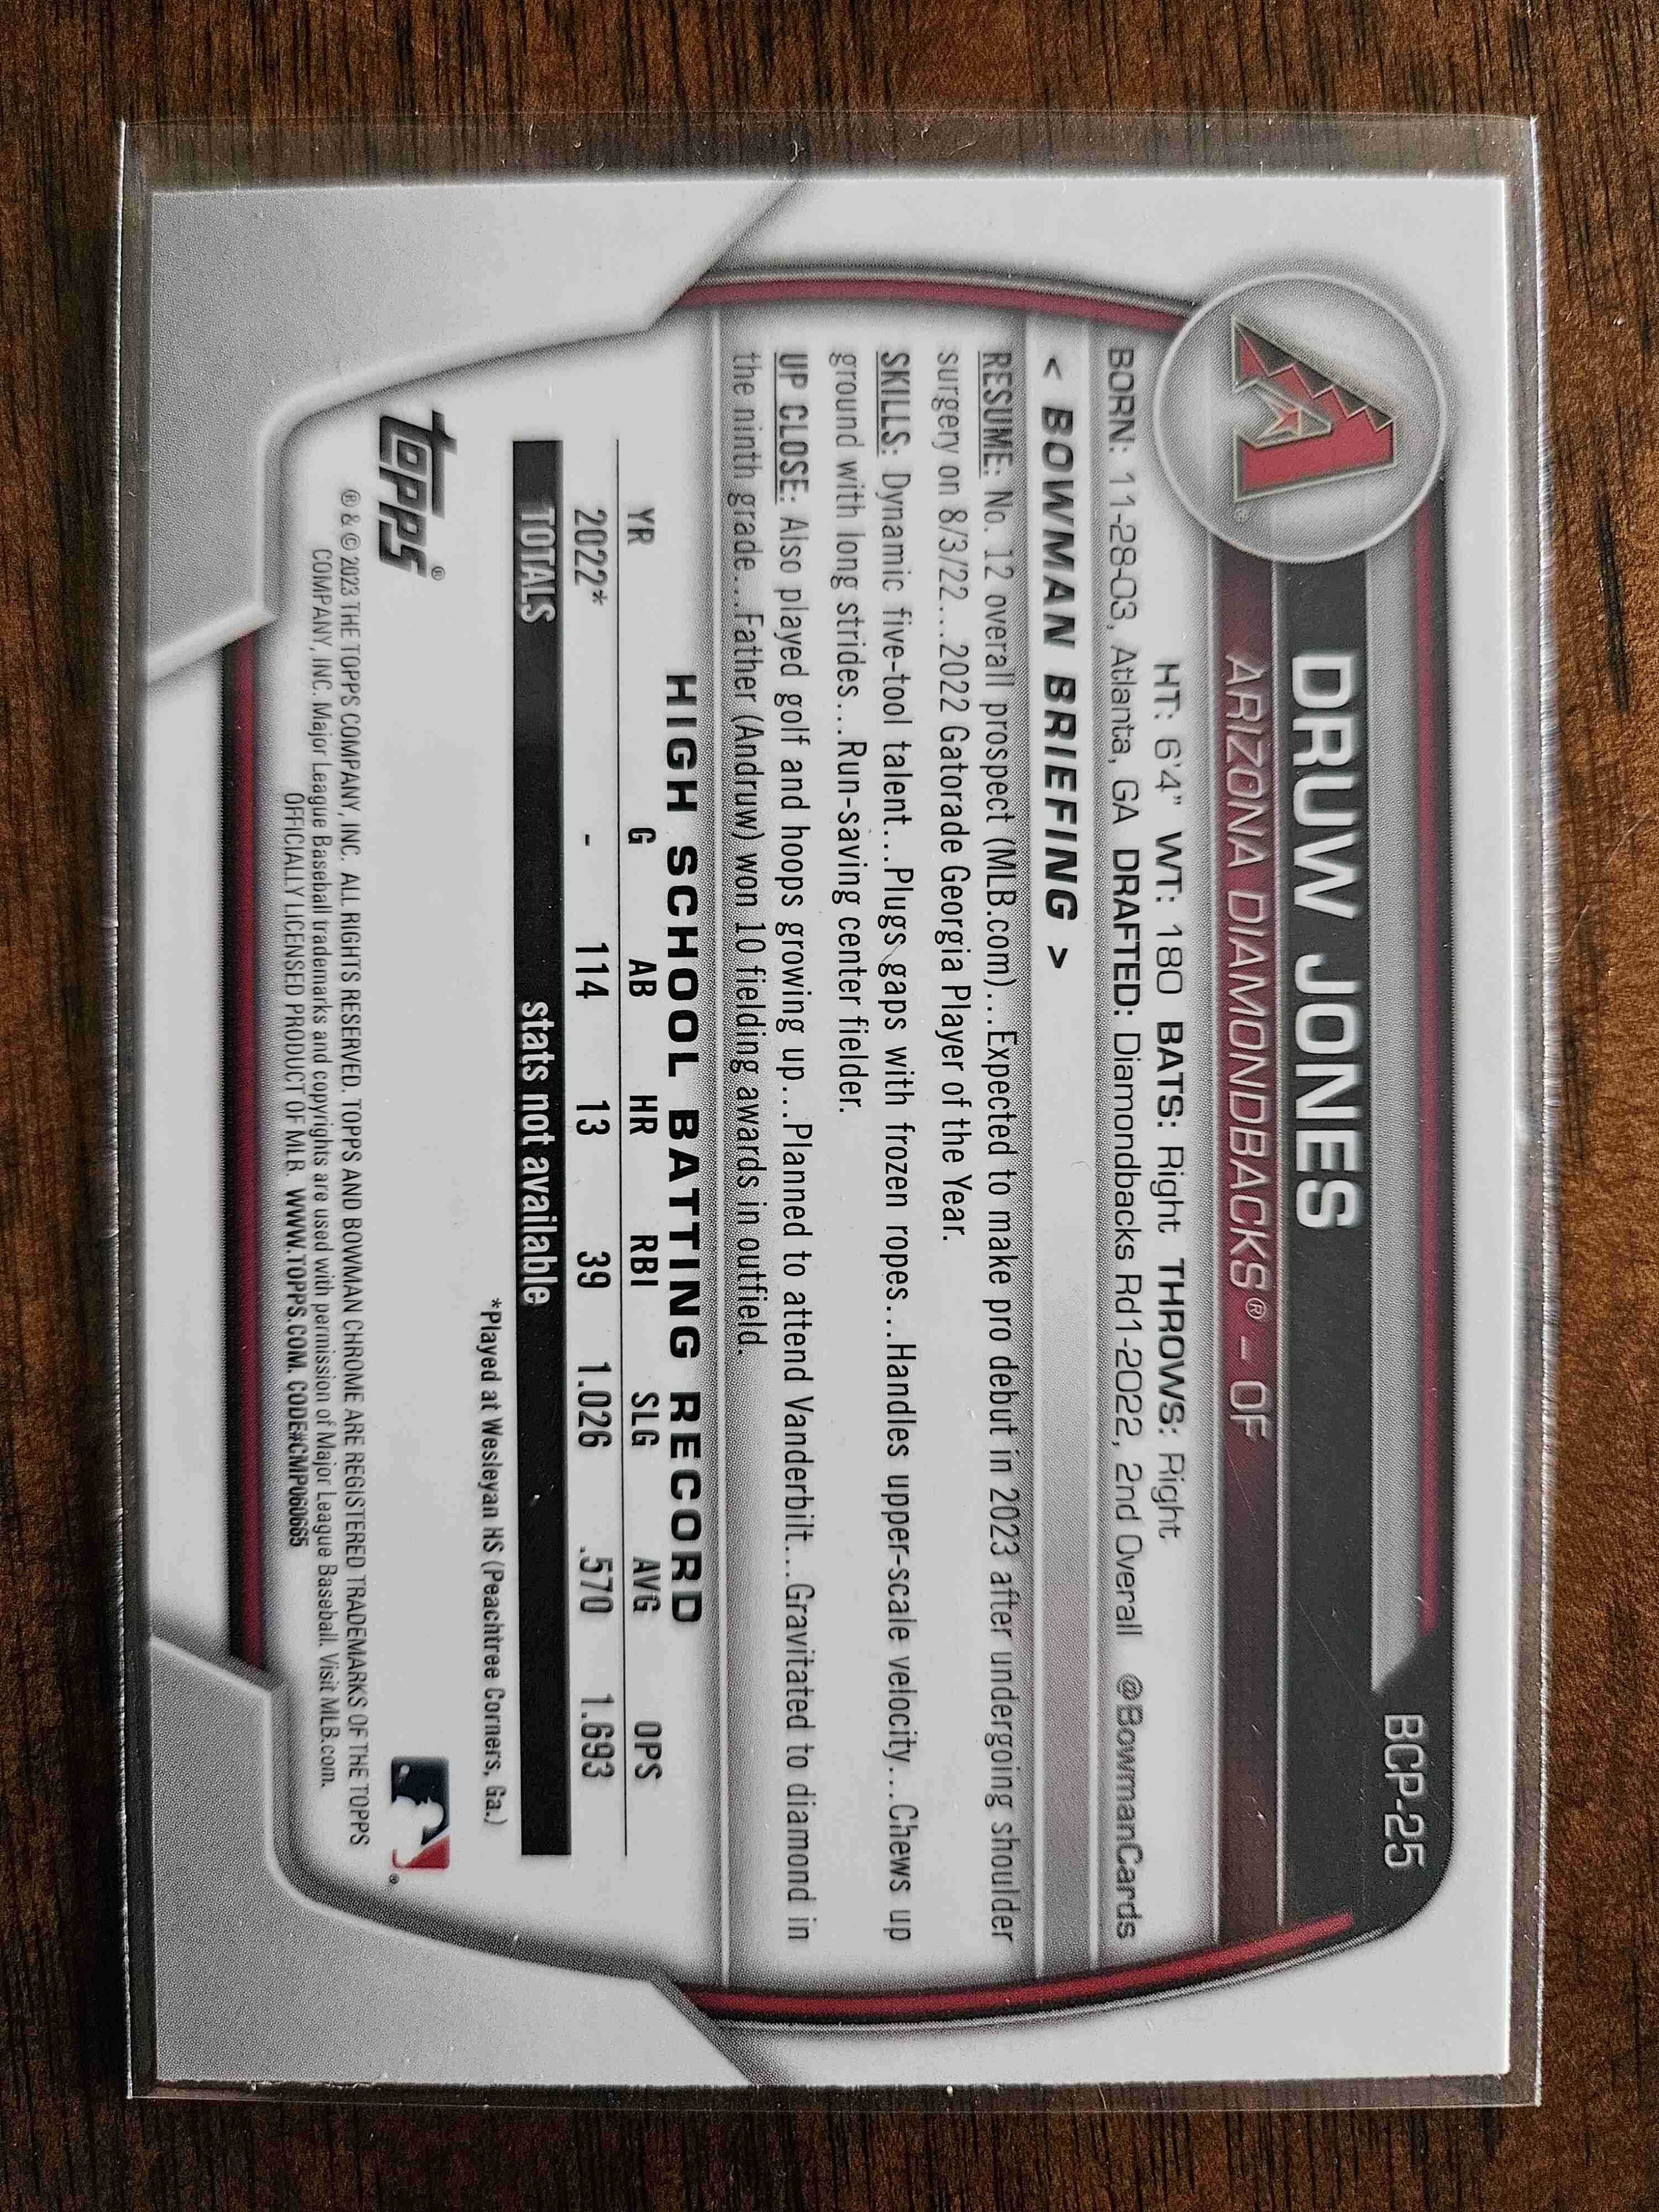 BCP-25
DRUW JONES
ARIZONA DIAMONDBACKS® - OF
HT: 6'4" WT: 180 BATS: Right THROWS: Right
BORN: 11-28-03, Atlanta, GA DRAFTED: Diamondbacks Rd1-2022, 2nd Overall @BowmanCards
< BOWMAN BRIEFING >
RESUME: No. 12 overall prospect (MLB.com)...Expected to make pro debut in 2023 after undergoing shoulder
surgery on 8/3/22...2022 Gatorade Georgia Player of the Year.
SKILLS: Dynamic five-tool talent...Plugs gaps with frozen ropes...Handles upper-scale velocity...Chews up
ground with long strides...Run-saving center fielder.
UP CLOSE: Also played golf and hoops growing up...Planned to attend Vanderbilt...Gravitated to diamond in
the ninth grade...Father (Andruw) won 10 fielding awards in outfield.
HIGH SCHOOL BATTING RECORD
YR G AB HR RBI SLG AVG OPS
2022* - 114 13 39 1.026 .570 1.693
TOTALS stats not available
*Played at Wesleyan HS (Peachtree Corners, Ga.)
topps®
® & © 2023 THE TOPPS COMPANY, INC. ALL RIGHTS RESERVED. TOPPS AND BOWMAN CHROME ARE REGISTERED TRADEMARKS OF THE TOPPS
COMPANY, INC. Major League Baseball trademarks and copyrights are used with permission of Major League Baseball. Visit MLB.com.
OFFICIALLY LICENSED PRODUCT OF MLB. WWW.TOPPS.COM. CODE#CMP060665